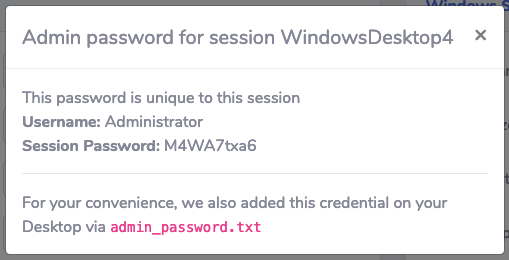 Admin password for session WindowsDesktop4 ×
This password is unique to this session
Username: Administrator
Session Password: M4WA7txa6
For your convenience, we also added this credential on your
Desktop via admin_password.txt